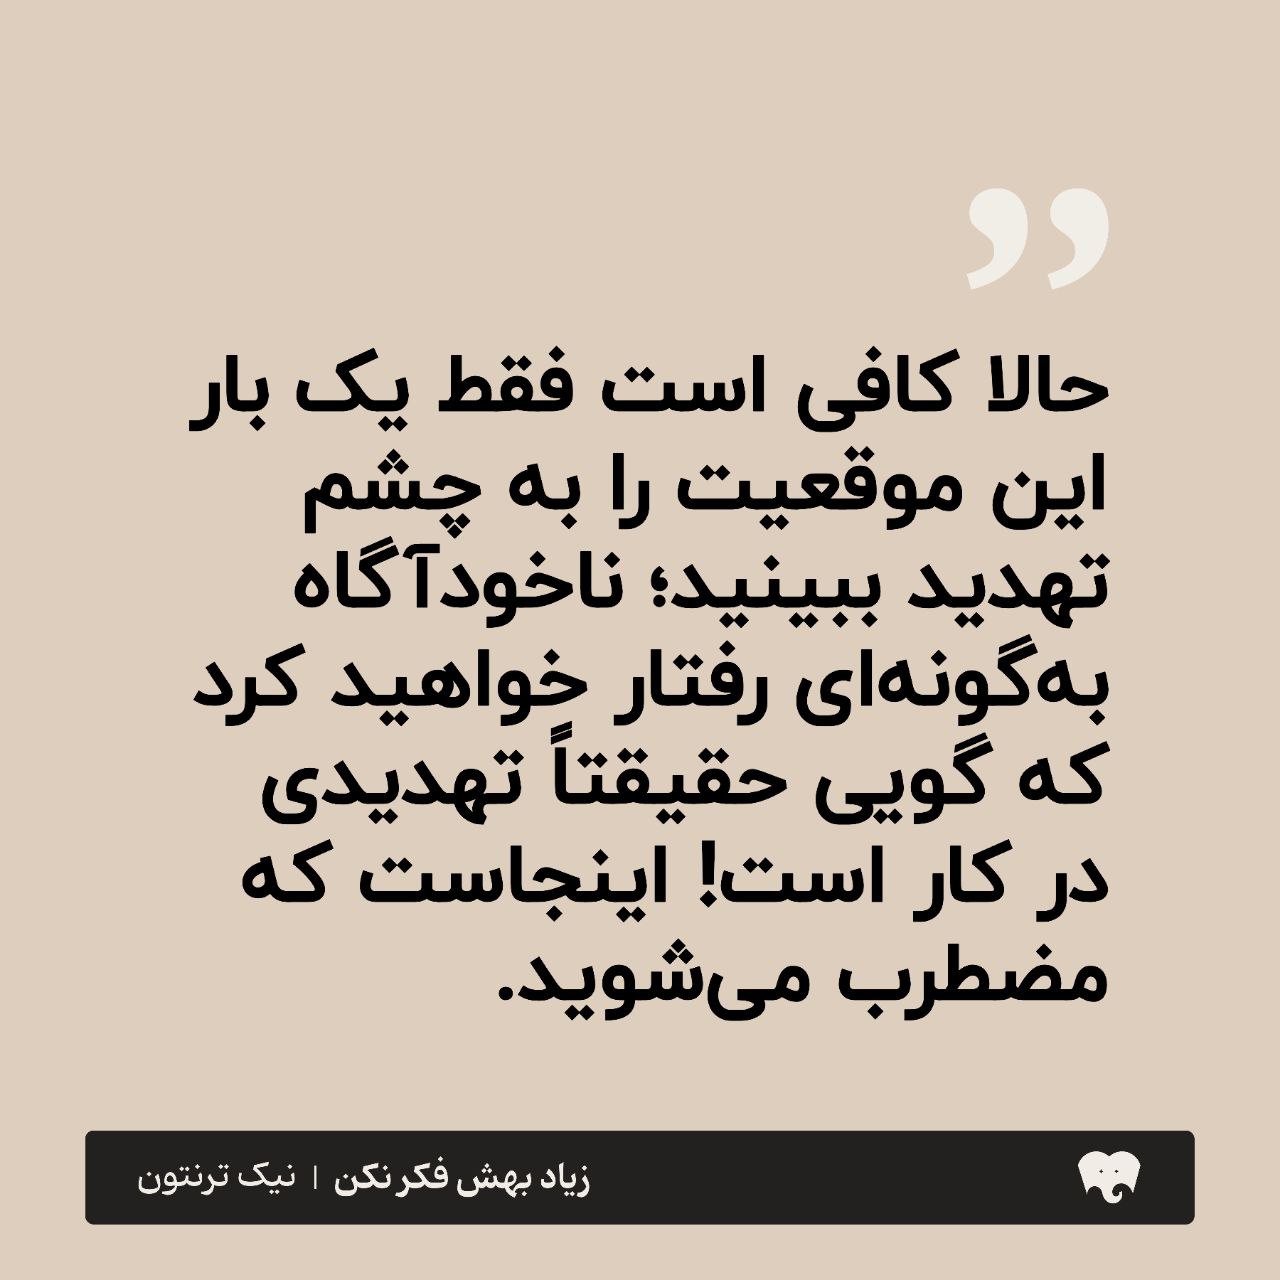 ”
حالا کافی است فقط یک بار
این موقعیت را به چشم
تهدید ببینید؛ ناخودآگاه
به‌گونه‌ای رفتار خواهید کرد
که گویی حقیقتاً تهدیدی
در کار است! اینجاست که
مضطرب می‌شوید.
زیاد بهش فکر نکن | نیک ترنتون